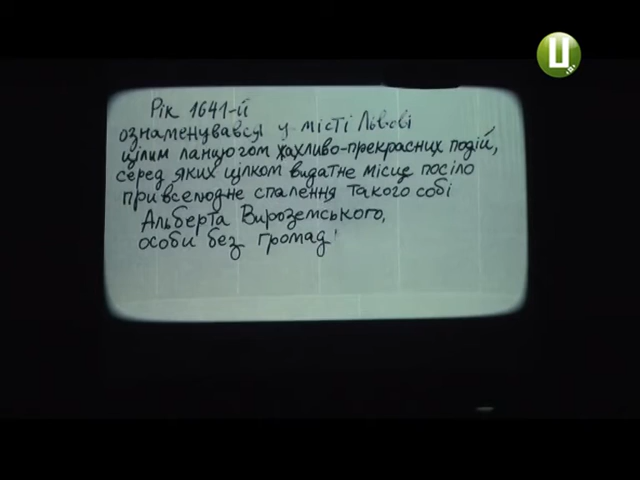 Рік 1641-й
ознаменувався у місті Львові
цілим ланцюгом жахливо-прекрасних подій,
серед яких цілком видатне місце посіло
привселюдне спалення такого собі
Альберта Вироземського,
особи без громад
Ц